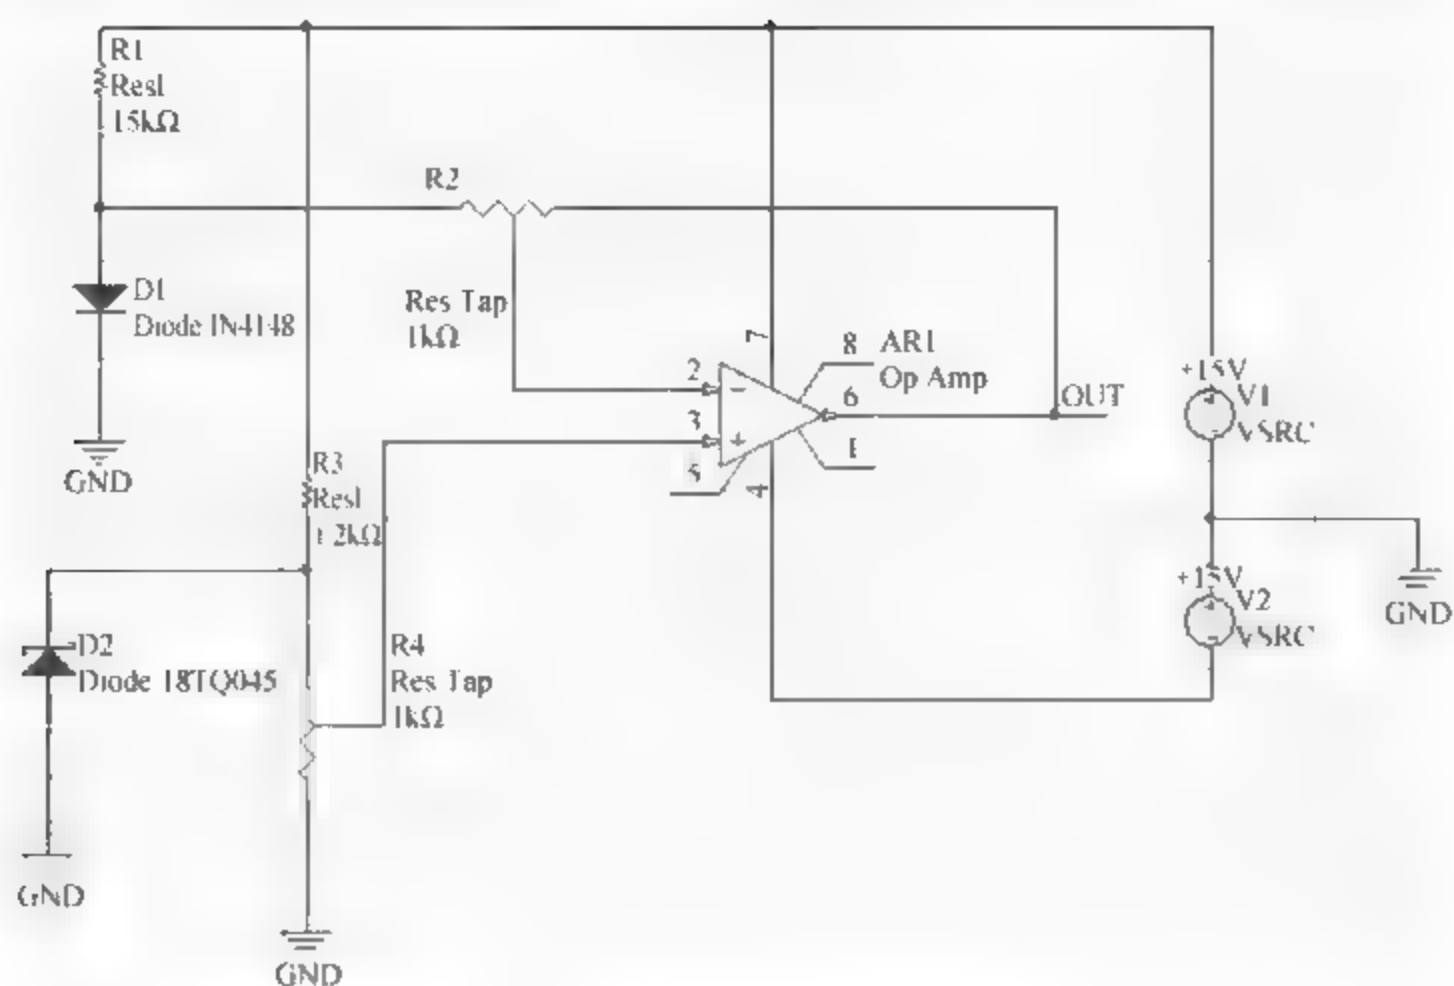 R1
Res1
15kΩ
R2
D1
Diode 1N4148
Res Tap
1kΩ
7
8
AR1
Op Amp
2
6
OUT
3
1
5
4
+15V
V1
VSRC
GND
R3
Res1
2kΩ
+15V
V2
VSRC
GND
D2
Diode 18TQ045
R4
Res Tap
1kΩ
GND
GND